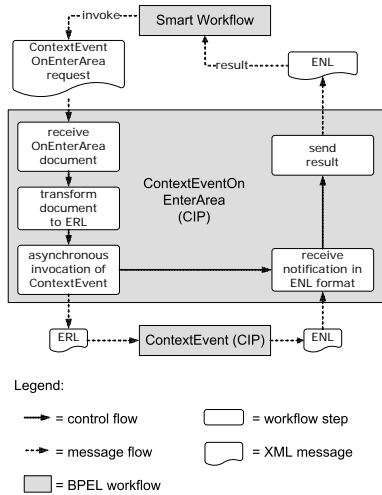 Smart Workflow
invoke
ContextEvent
OnEnterArea
request
result
ENL
receive
OnEnterArea
document
transform
document
to ERL
asynchronous
invocation of
ContextEvent
ContextEventOn
EnterArea
(CIP)
send
result
receive
notification in
ENL format
ERL
ContextEvent (CIP)
ENL
Legend:
= control flow
= workflow step
= message flow
= XML message
= BPEL workflow